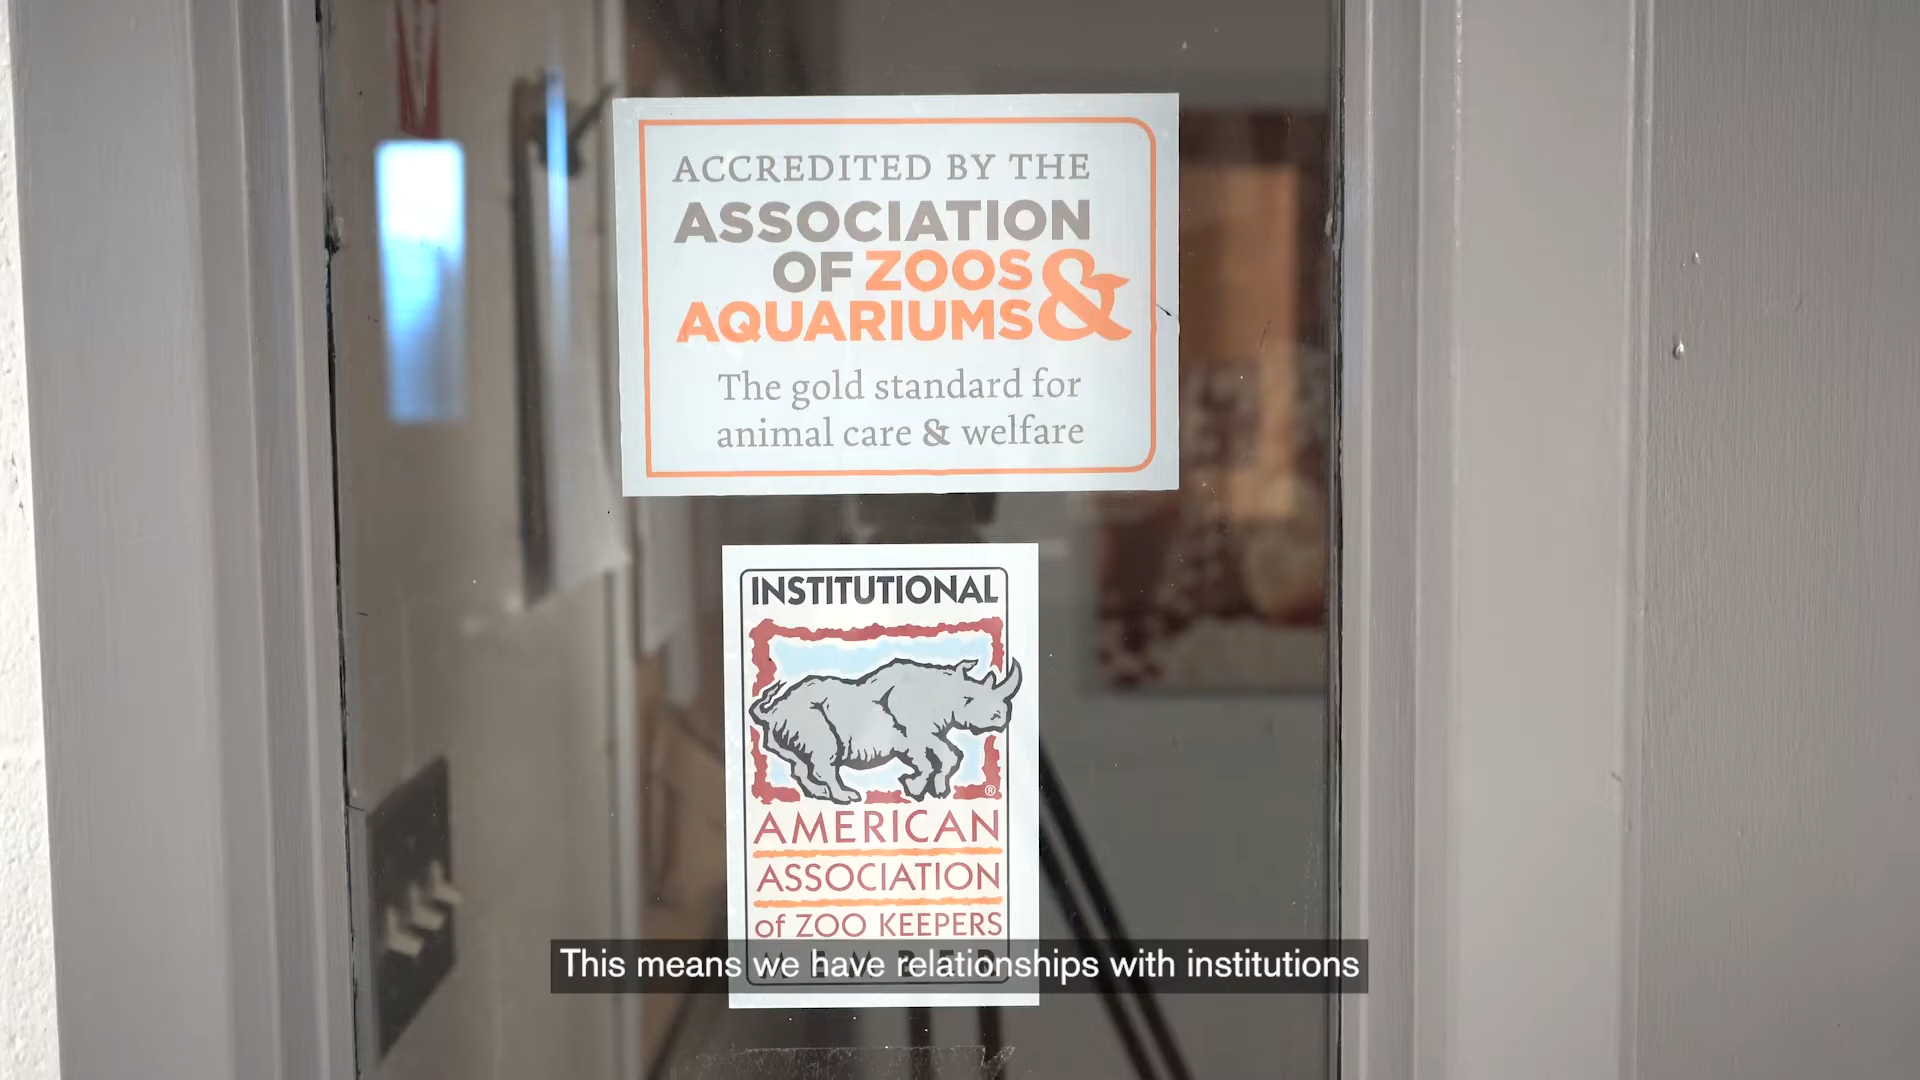 ACCREDITED BY THE
ASSOCIATION
OF ZOOS &
AQUARIUMS
The gold standard for
animal care & welfare
INSTITUTIONAL
®
AMERICAN
ASSOCIATION
of ZOO KEEPERS
MEMBER
This means we have relationships with institutions